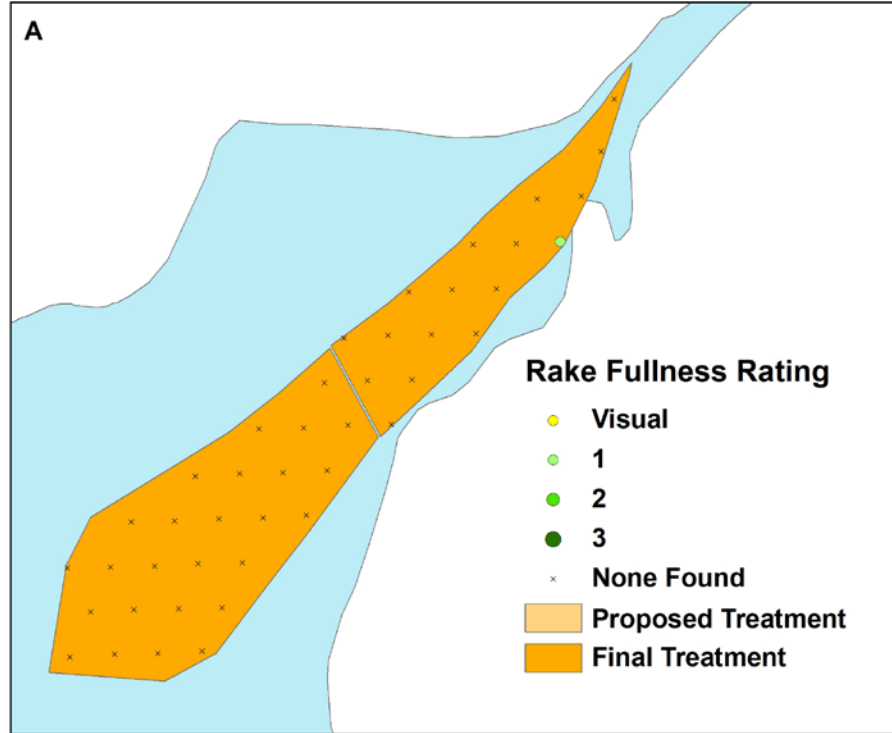 A
Rake Fullness Rating
Visual
1
2
3
None Found
Proposed Treatment
Final Treatment